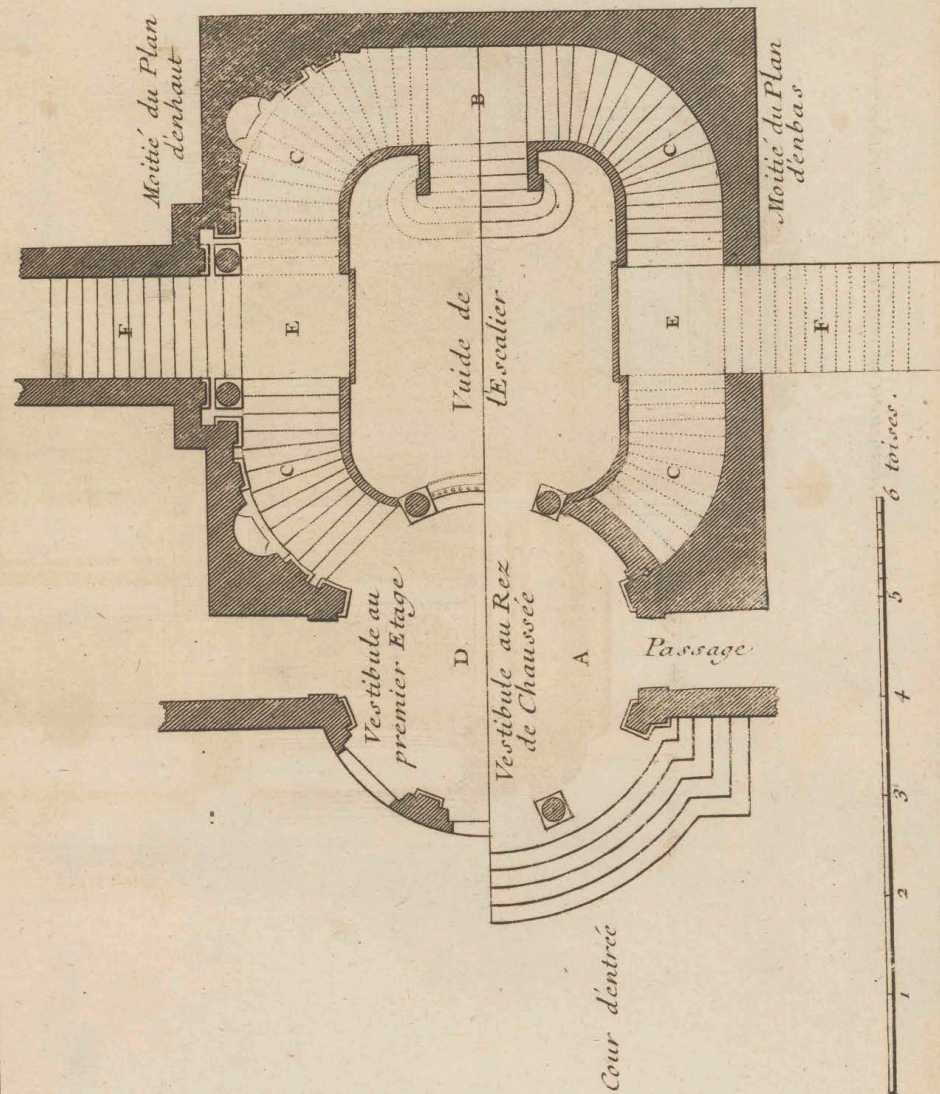 Moitié du Plan
d'enhaut
Moitié du Plan
d'enbas
B
C
C
C
C
E
E
F
F
Vuide de
l'Escalier
Vestibule au
premier Etage
D
Vestibule au Rez
de Chaussée
A
Passage
Cour d'entrée
1 2 3 4 5 6 toises.